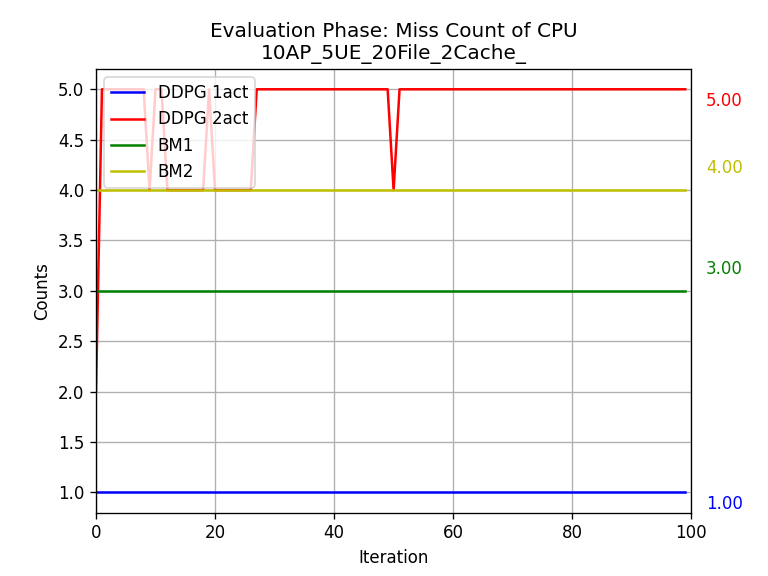 Evaluation Phase: Miss Count of CPU
10AP_5UE_20File_2Cache_
DDPG 1act
DDPG 2act
BM1
BM2
5.0
4.5
4.0
3.5
3.0
2.5
2.0
1.5
1.0
Counts
0 20 40 60 80 100
Iteration
5.00
4.00
3.00
1.00